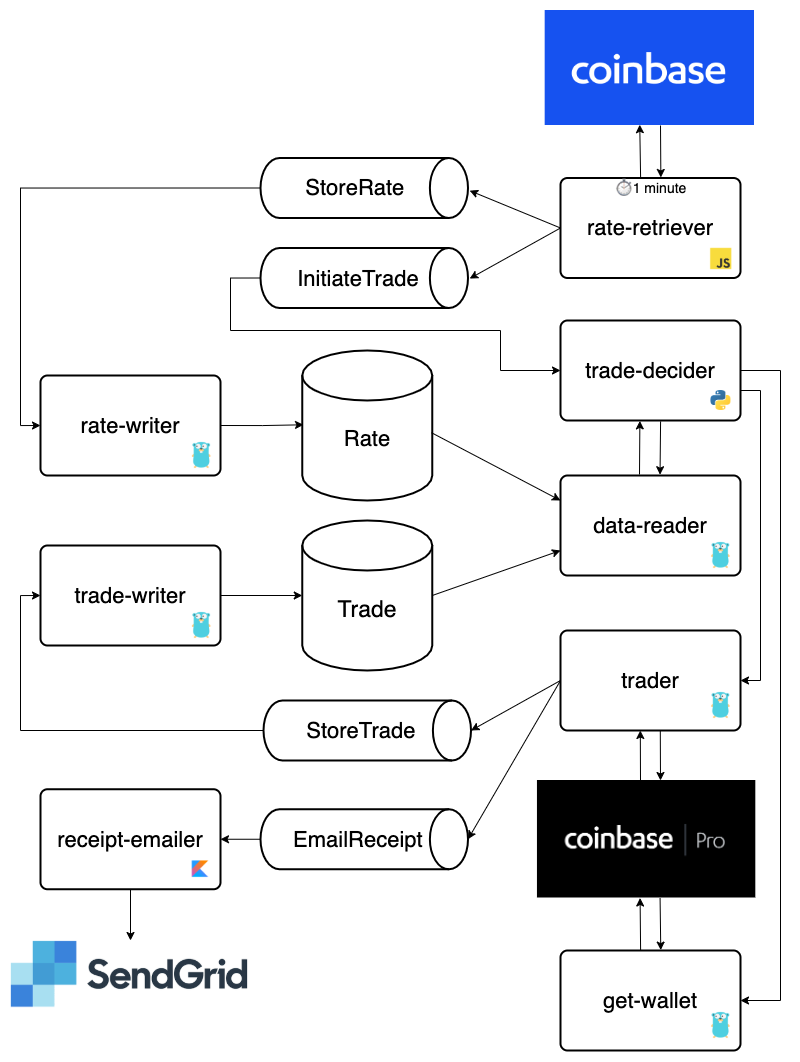 coinbase
1 minute
StoreRate
rate-retriever
JS
InitiateTrade
trade-decider
rate-writer
Rate
data-reader
trade-writer
Trade
trader
StoreTrade
receipt-emailer
EmailReceipt
coinbase | Pro
SendGrid
get-wallet